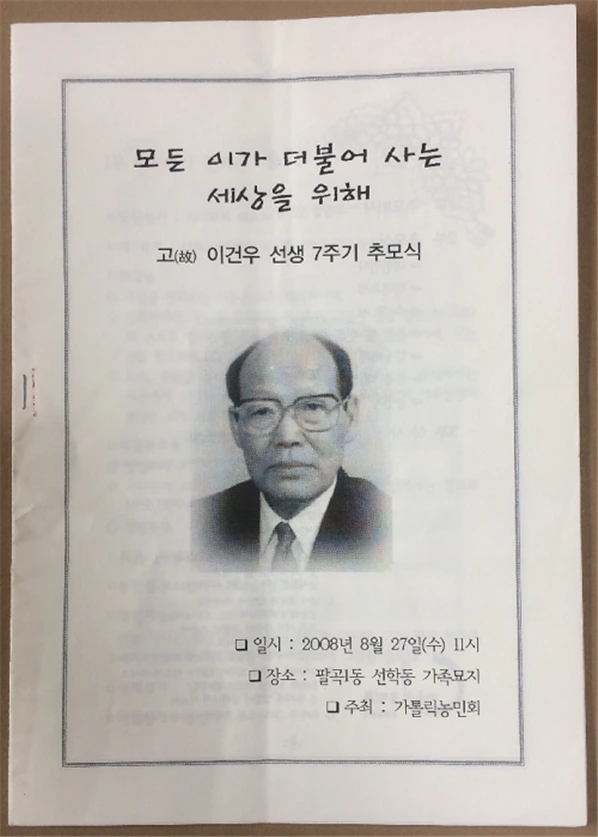 모든 이가 더불어 사는
세상을 위해
고(故) 이건우 선생 7주기 추모식
❑ 일시 : 2008년 8월 27일(수) 11시
❑ 장소 : 팔곡1동 선학동 가족묘지
❑ 주최 : 가톨릭농민회